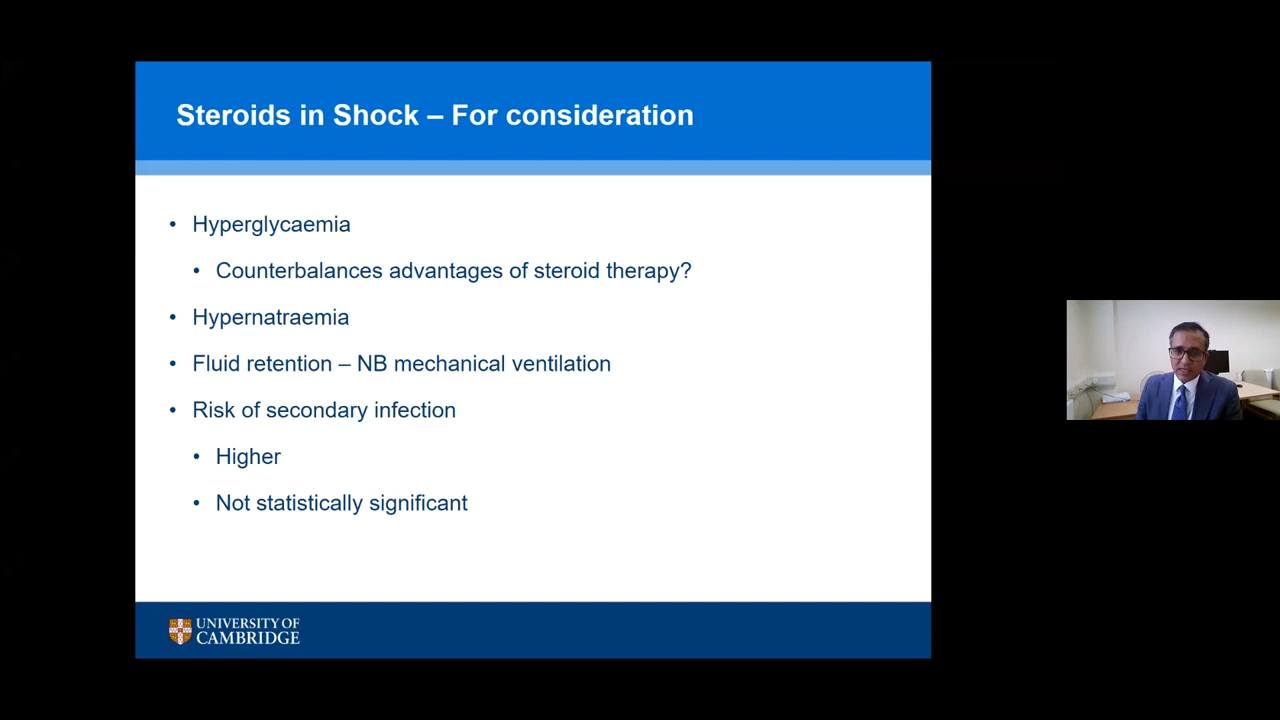 Steroids in Shock – For consideration
• Hyperglycaemia
• Counterbalances advantages of steroid therapy?
• Hypernatraemia
• Fluid retention – NB mechanical ventilation
• Risk of secondary infection
• Higher
• Not statistically significant
UNIVERSITY OF
CAMBRIDGE